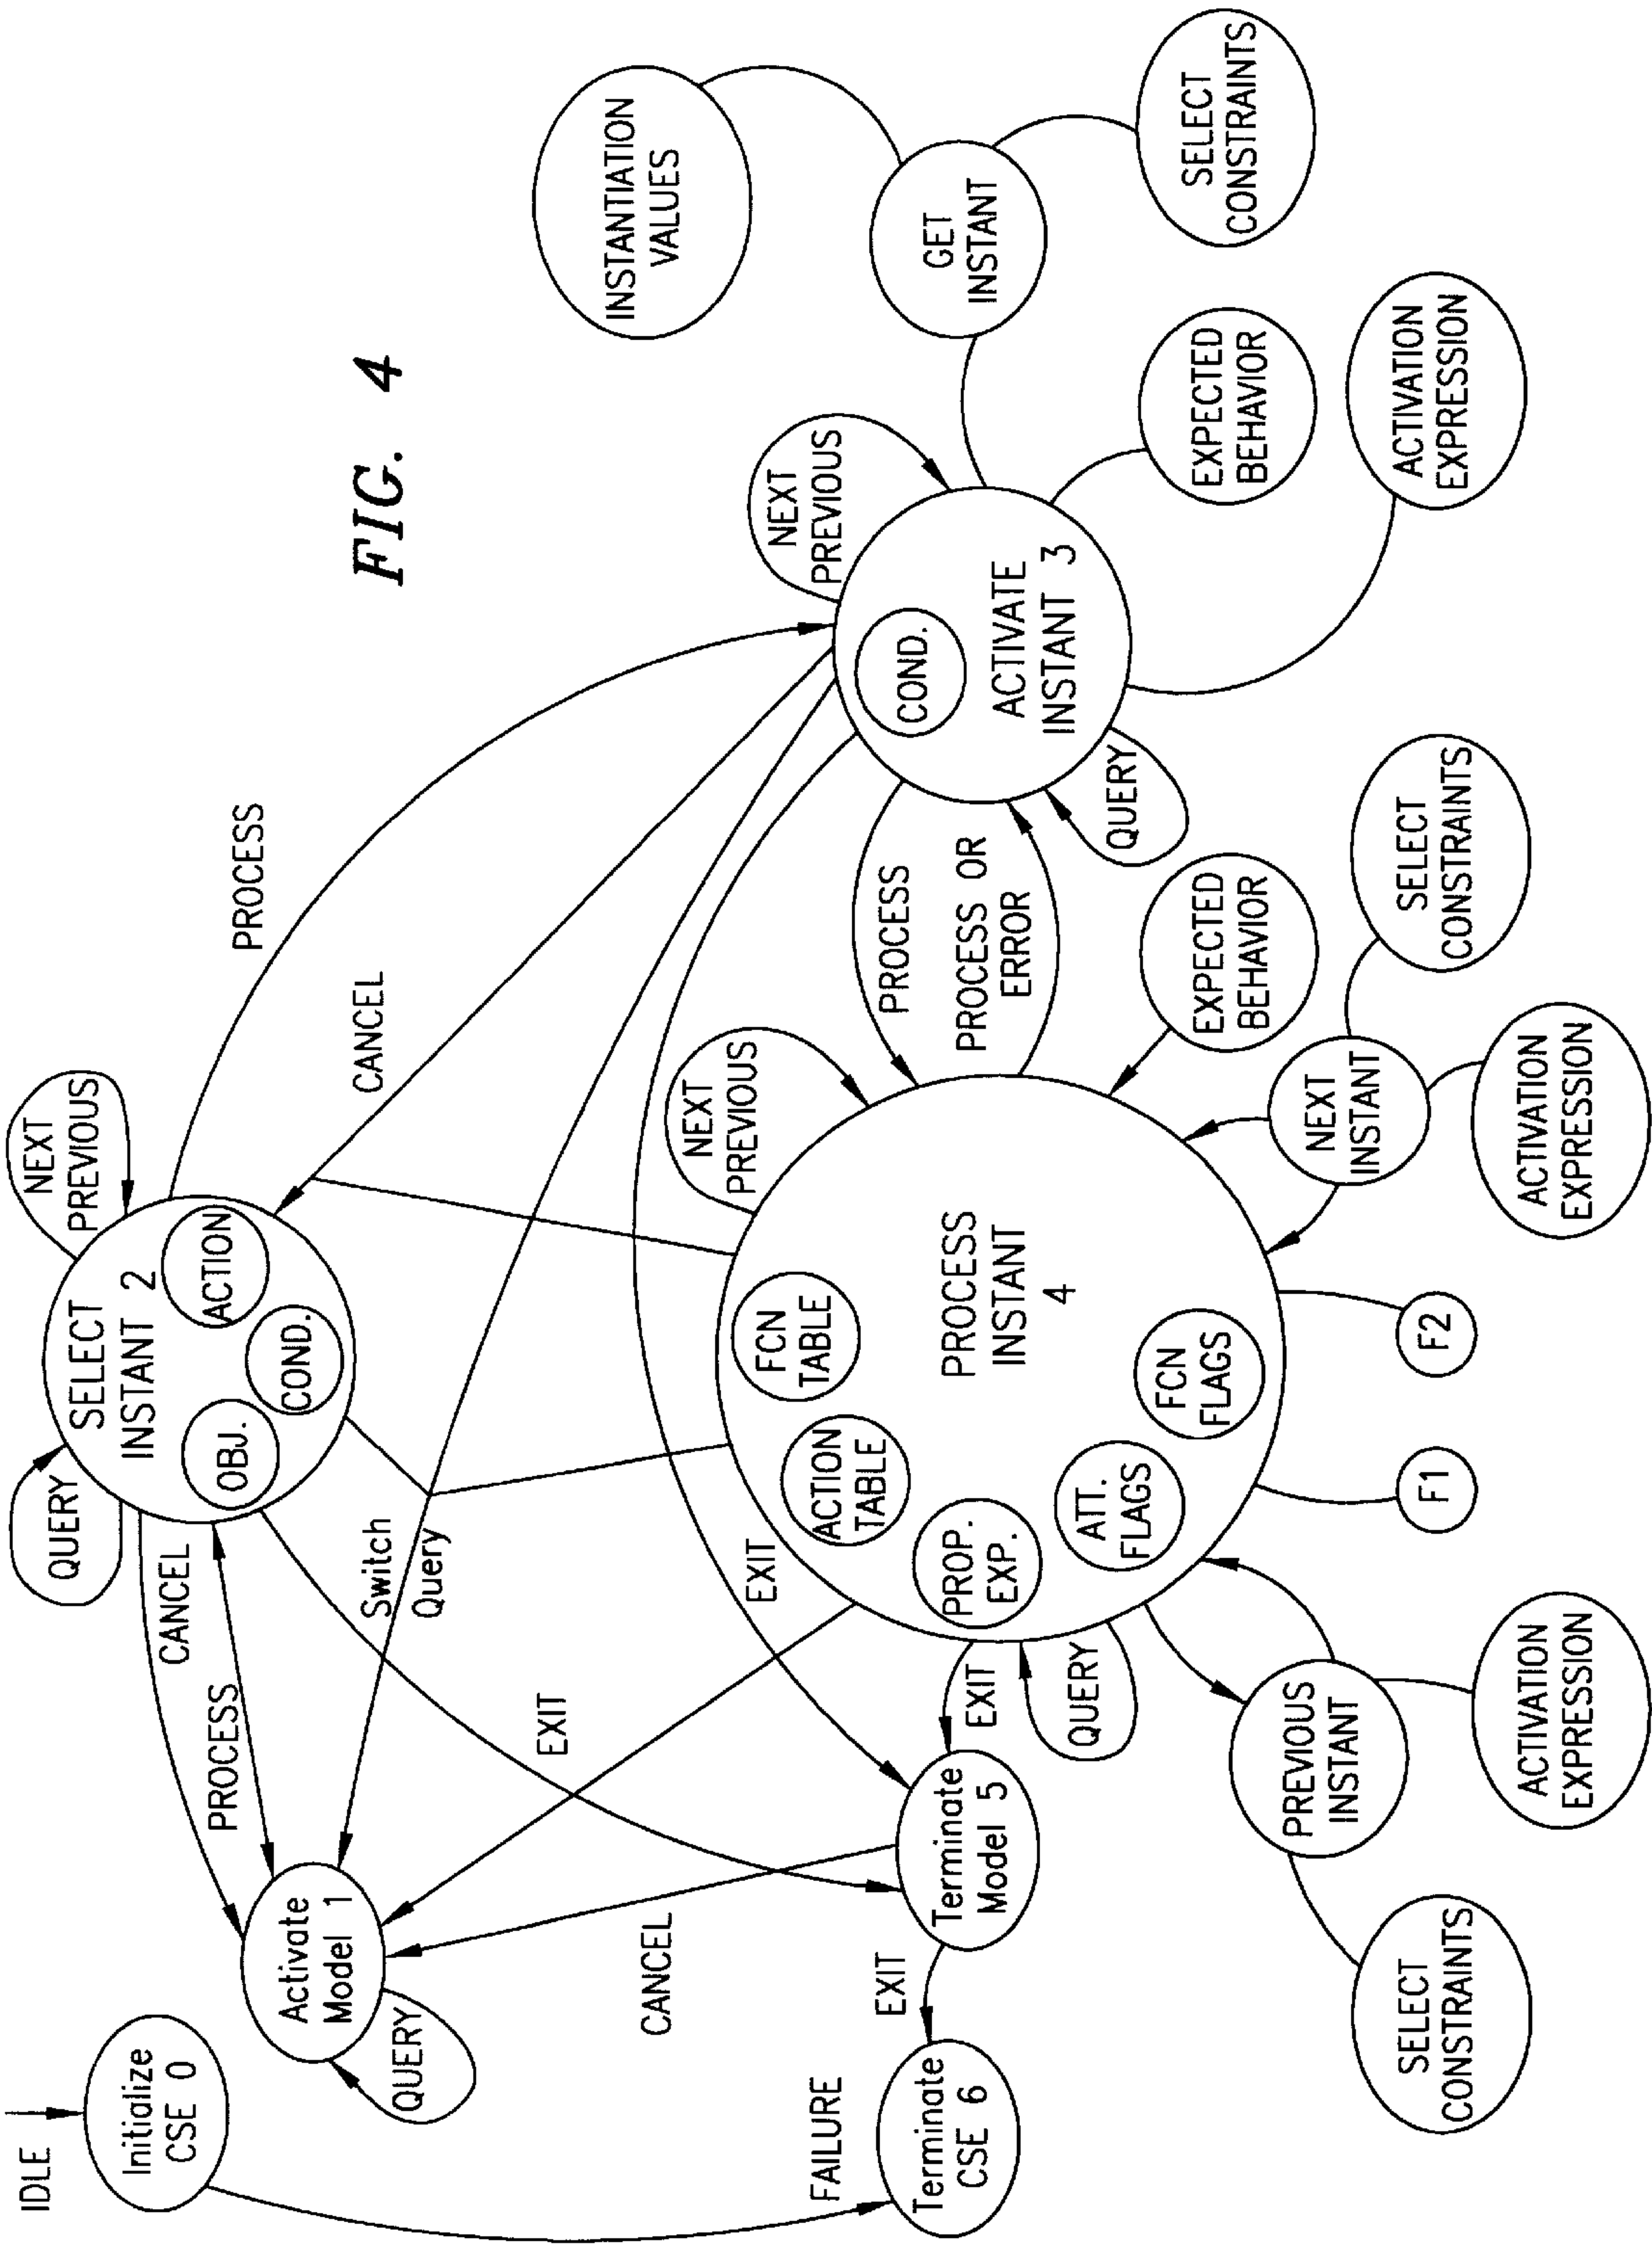 FIG. 4
IDLE
Initialize
CSE 0
FAILURE
Terminate
CSE 6
Activate
Model 1
QUERY
CANCEL
PROCESS
QUERY
SELECT
INSTANT 2
OBJ.
COND.
ACTION
NEXT
PREVIOUS
PROCESS
CANCEL
Switch
Query
EXIT
EXIT
CANCEL
EXIT
Terminate
Model 5
EXIT
QUERY
PROCESS
INSTANT
4
FCN
TABLE
ACTION
TABLE
PROP.
EXP.
ATT.
FLAGS
FCN
FLAGS
NEXT
PREVIOUS
PROCESS
PROCESS OR
ERROR
QUERY
COND.
ACTIVATE
INSTANT 3
NEXT
PREVIOUS
INSTANTIATION
VALUES
GET
INSTANT
SELECT
CONSTRAINTS
EXPECTED
BEHAVIOR
ACTIVATION
EXPRESSION
EXPECTED
BEHAVIOR
NEXT
INSTANT
SELECT
CONSTRAINTS
ACTIVATION
EXPRESSION
F2
F1
PREVIOUS
INSTANT
ACTIVATION
EXPRESSION
SELECT
CONSTRAINTS